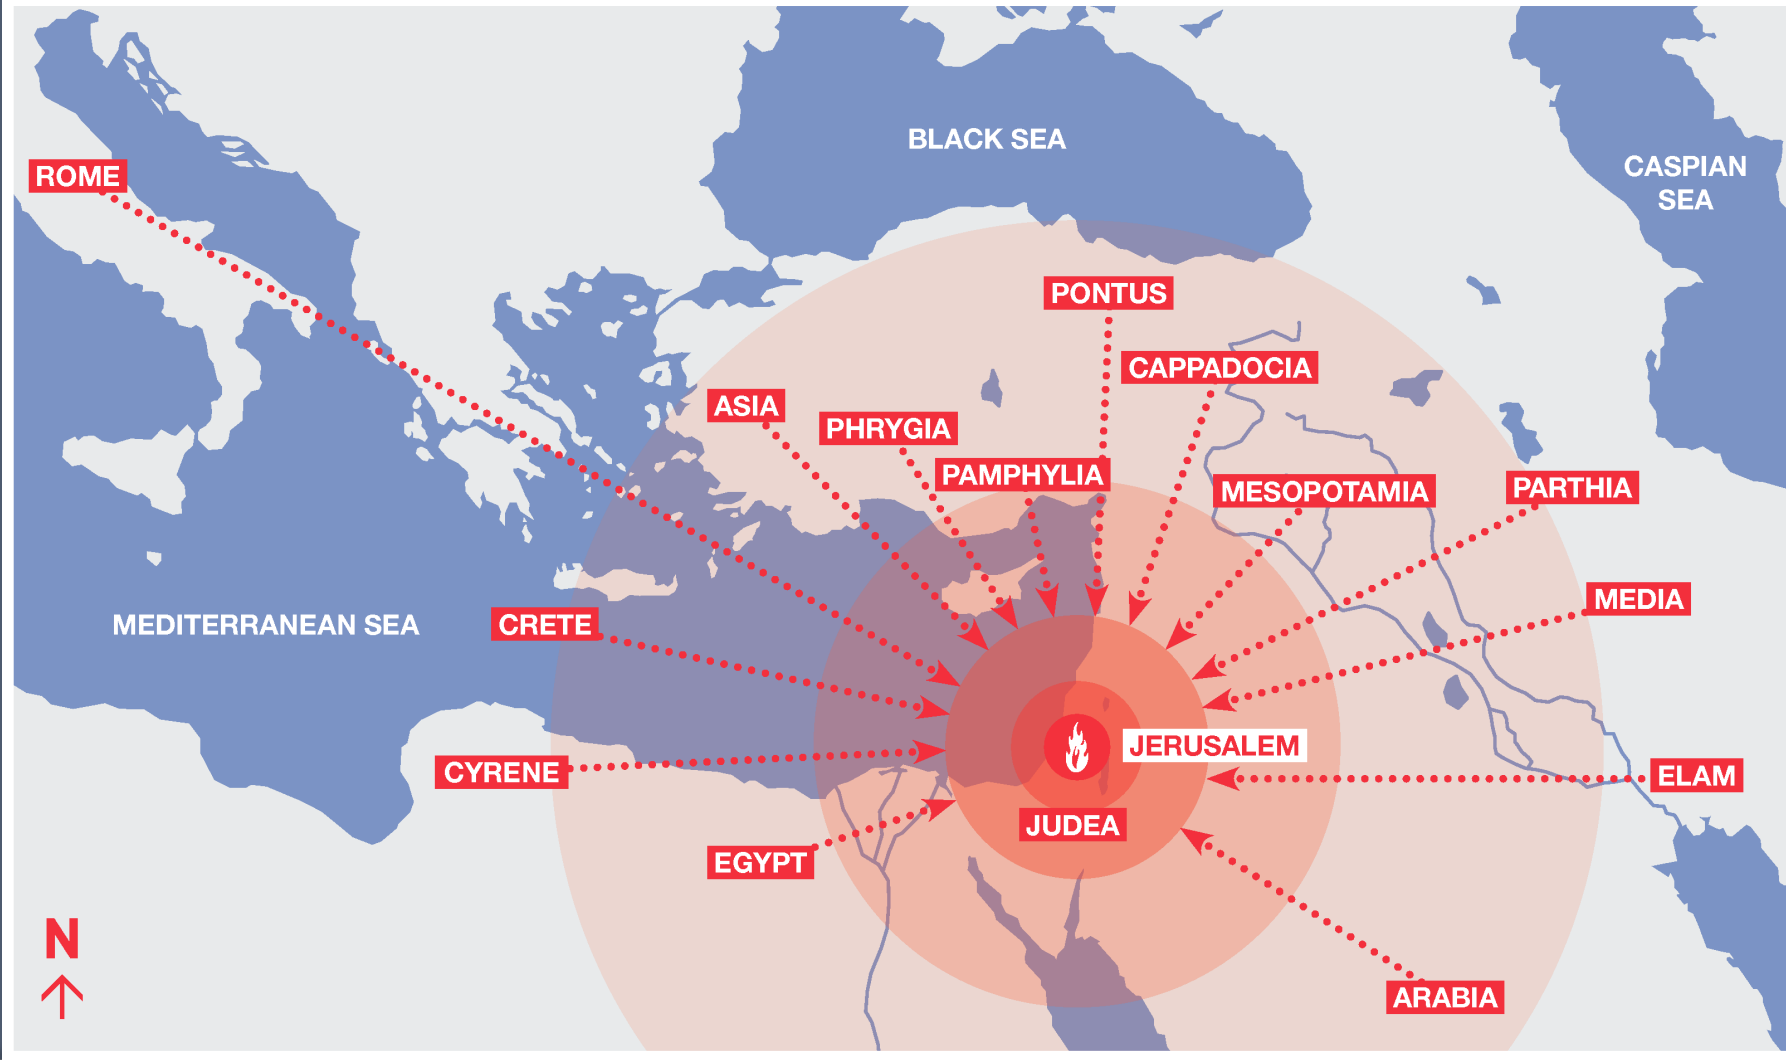 BLACK SEA
CASPIAN
SEA
ROME
PONTUS
CAPPADOCIA
ASIA
PHRYGIA
PAMPHYLIA
MESOPOTAMIA
PARTHIA
MEDIA
MEDITERRANEAN SEA
CRETE
JERUSALEM
CYRENE
ELAM
JUDEA
EGYPT
N
ARABIA